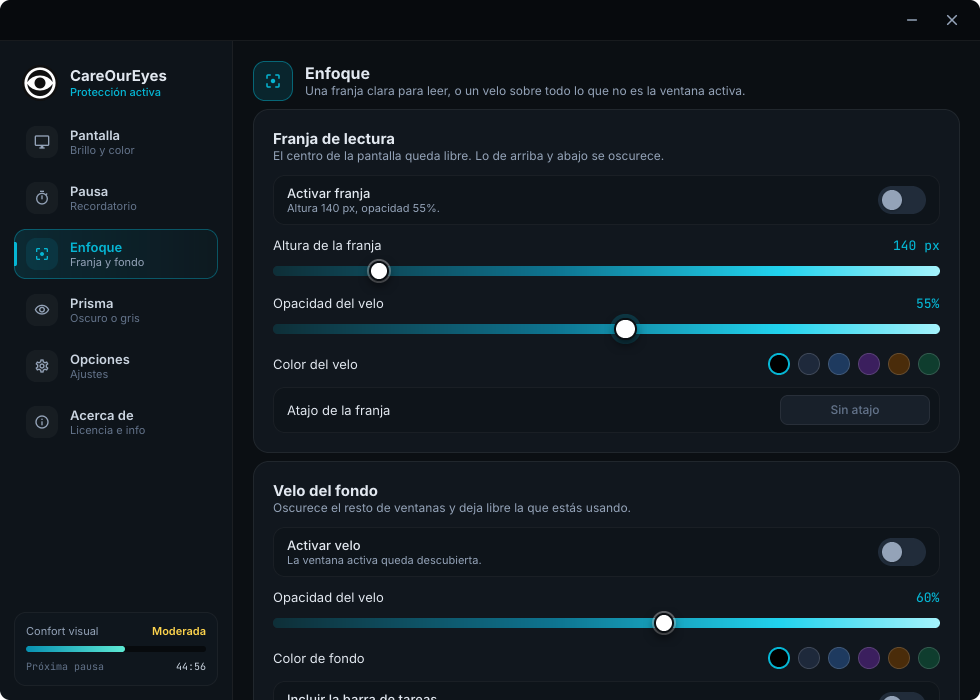 CareOurEyes
Protección activa
Pantalla
Brillo y color
Pausa
Recordatorio
Enfoque
Franja y fondo
Prisma
Oscuro o gris
Opciones
Ajustes
Acerca de
Licencia e info
Confort visual
Moderada
Próxima pausa
44:56
Enfoque
Una franja clara para leer, o un velo sobre todo lo que no es la ventana activa.
Franja de lectura
El centro de la pantalla queda libre. Lo de arriba y abajo se oscurece.
Activar franja
Altura 140 px, opacidad 55%.
Altura de la franja
140 px
Opacidad del velo
55%
Color del velo
Atajo de la franja
Sin atajo
Velo del fondo
Oscurece el resto de ventanas y deja libre la que estás usando.
Activar velo
La ventana activa queda descubierta.
Opacidad del velo
60%
Color de fondo
Incluir la barra de tareas